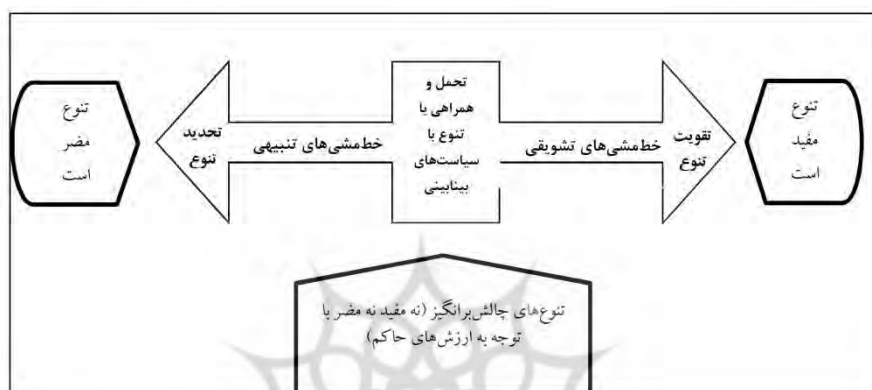 تنوع
مفید
است
تقویت
تنوع
خط‌مشی‌های تشویقی
تحمل و
همراهی با
تنوع با
سیاست‌های
بینابینی
خط‌مشی‌های تنبیهی
تحدید
تنوع
تنوع
مضر
است
تنوع‌های چالش‌برانگیز (نه مفید نه مضر با
توجه به ارزش‌های حاکم)